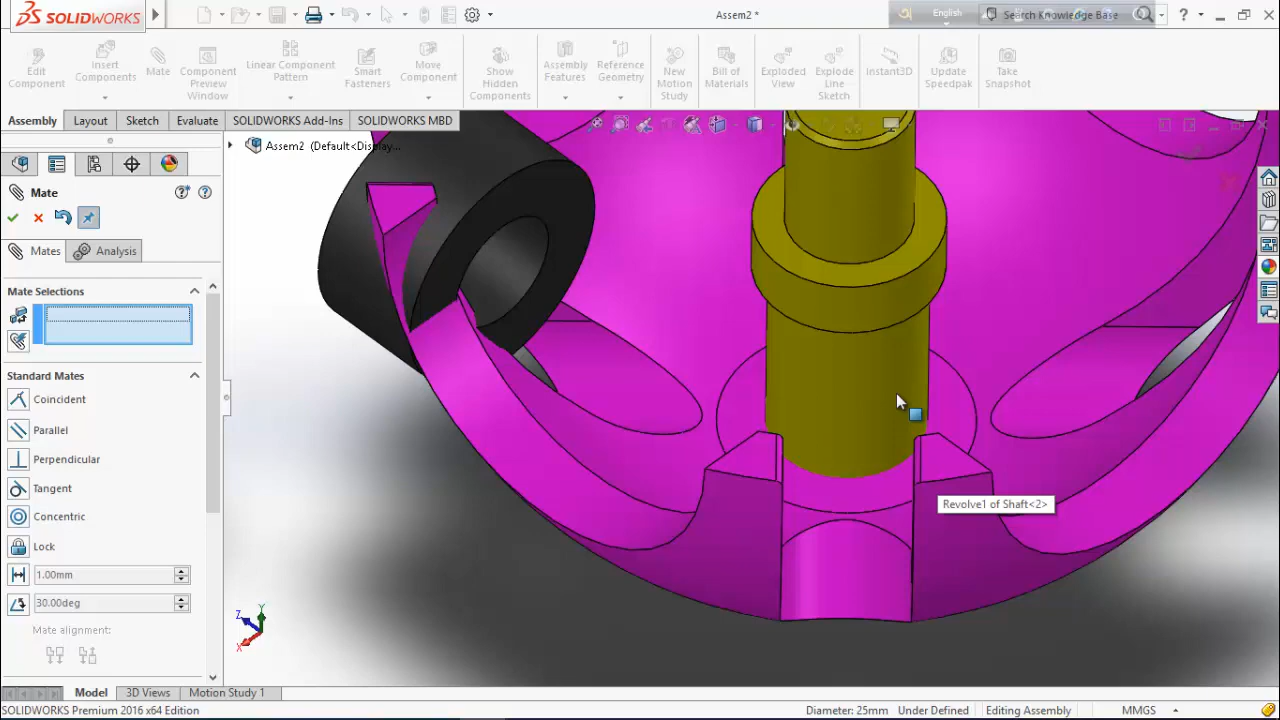 SOLIDWORKS
Assem2 *
English
Search Knowledge Base
?
Edit
Component
Insert
Components
Mate
Component
Preview
Window
Linear Component
Pattern
Smart
Fasteners
Move
Component
Show
Hidden
Components
Assembly
Features
Reference
Geometry
New
Motion
Study
Bill of
Materials
Exploded
View
Explode
Line
Sketch
Instant3D
Update
Speedpak
Take
Snapshot
Assembly
Layout
Sketch
Evaluate
SOLIDWORKS Add-Ins
SOLIDWORKS MBD
Assem2 (Default<Display...
Mate
Mates
Analysis
Mate Selections
Standard Mates
Coincident
Parallel
Perpendicular
Tangent
Concentric
Lock
1.00mm
30.00deg
Mate alignment:
Revolve1 of Shaft<2>
Y
Z
X
Model
3D Views
Motion Study 1
SOLIDWORKS Premium 2016 x64 Edition
Diameter: 25mm Under Defined Editing Assembly MMGS